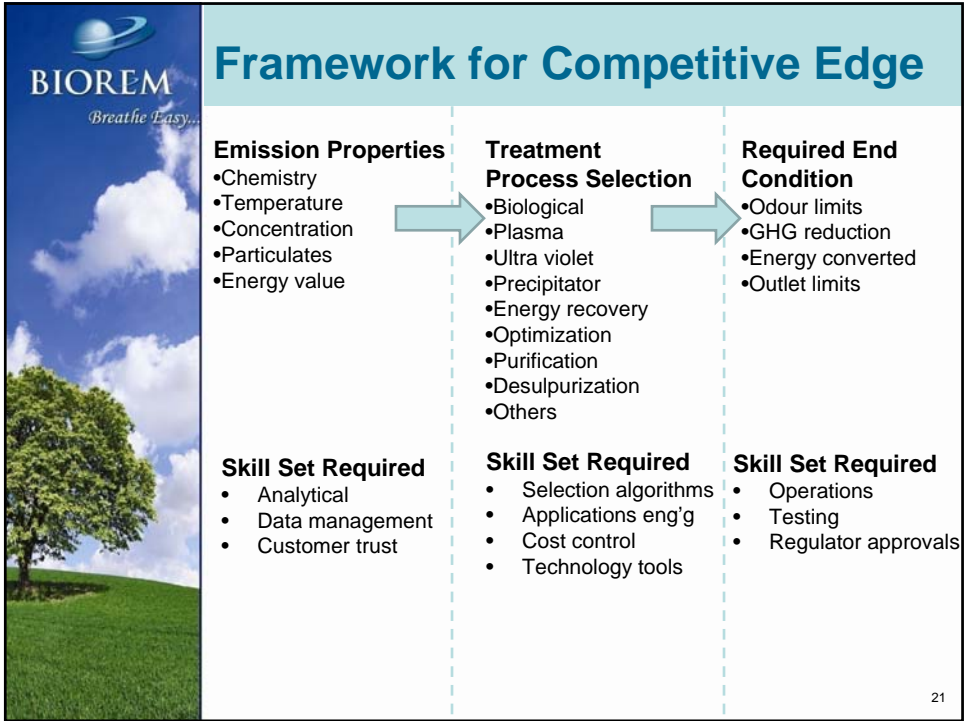 BIOREM
Breathe Easy...
Framework for Competitive Edge
Emission Properties
•Chemistry
•Temperature
•Concentration
•Particulates
•Energy value
Treatment
Process Selection
•Biological
•Plasma
•Ultra violet
•Precipitator
•Energy recovery
•Optimization
•Purification
•Desulpurization
•Others
Required End
Condition
•Odour limits
•GHG reduction
•Energy converted
•Outlet limits
Skill Set Required
• Analytical
• Data management
• Customer trust
Skill Set Required
• Selection algorithms
• Applications eng'g
• Cost control
• Technology tools
Skill Set Required
• Operations
• Testing
• Regulator approvals
21